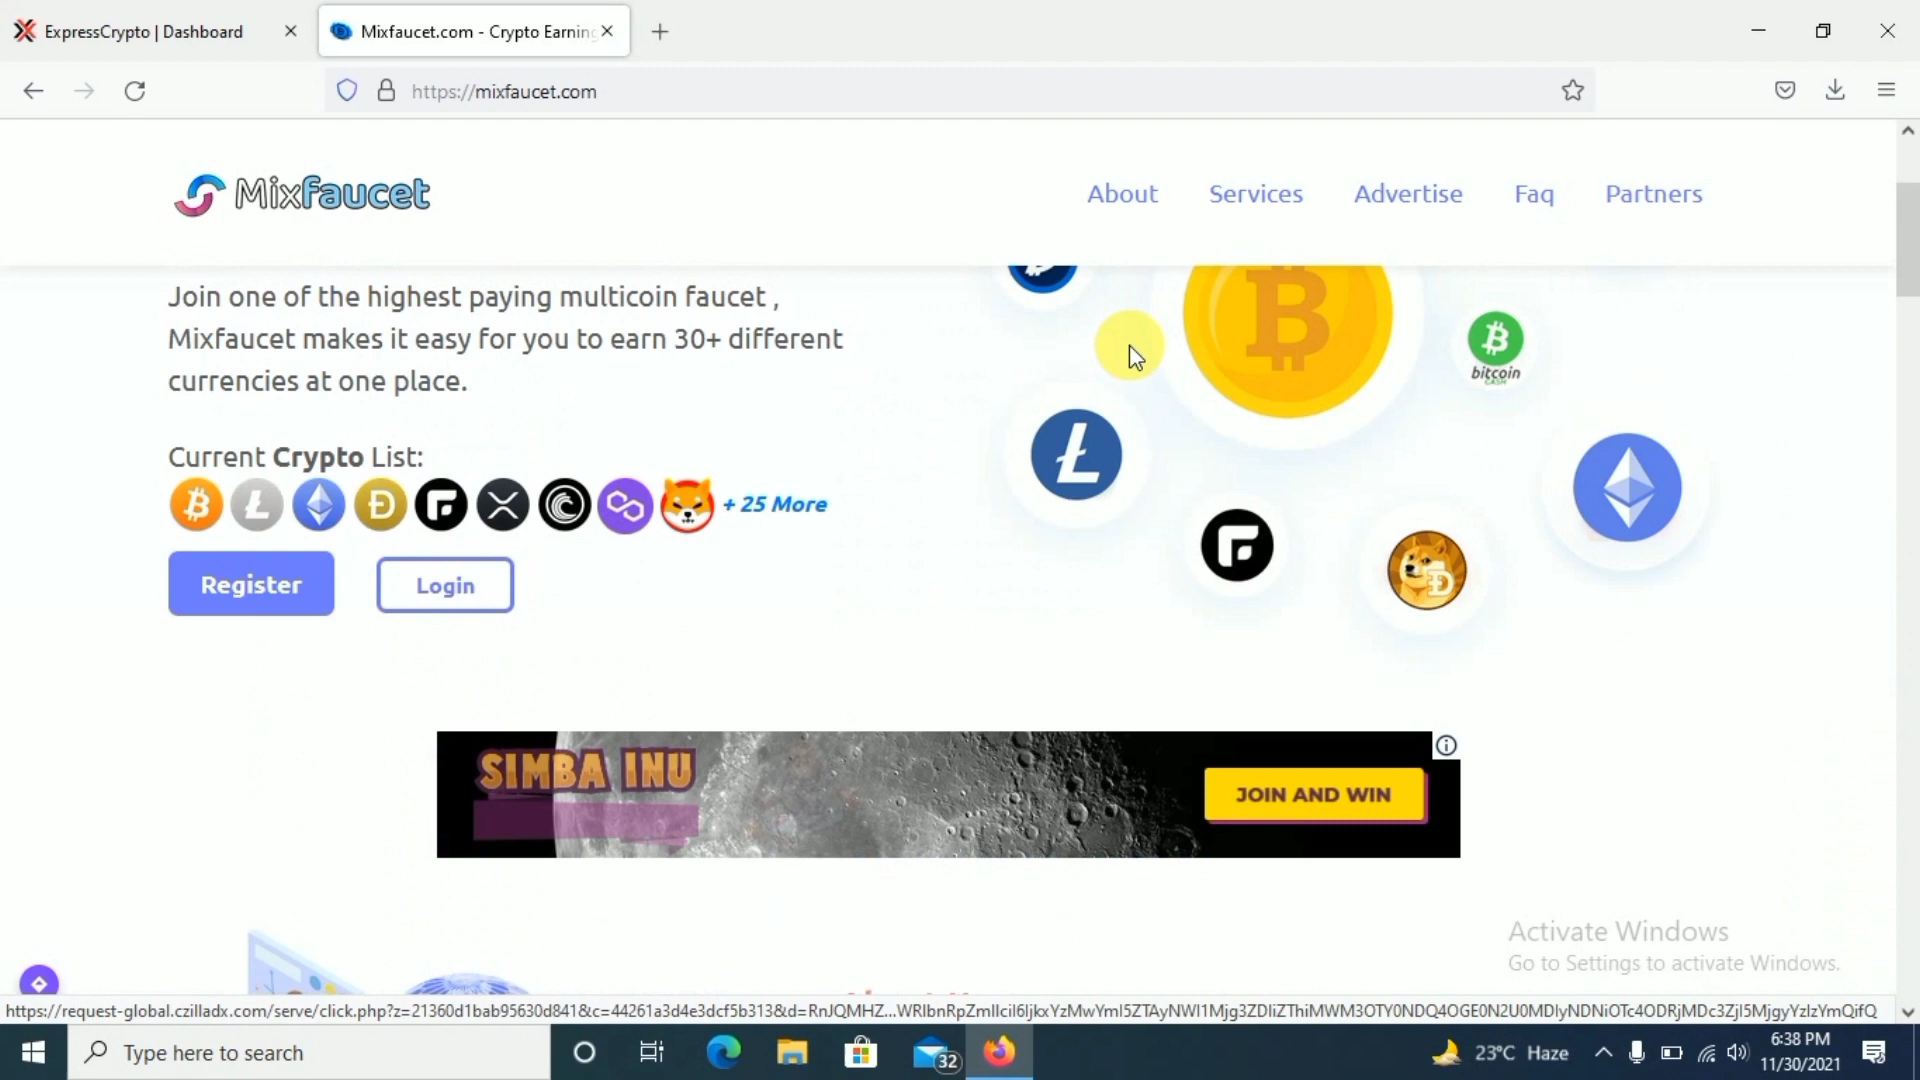 ExpressCrypto | Dashboard
Mixfaucet.com - Crypto Earning
https://mixfaucet.com
Mixfaucet
About
Services
Advertise
Faq
Partners
Join one of the highest paying multicoin faucet ,
Mixfaucet makes it easy for you to earn 30+ different
currencies at one place.
bitcoin
CASH
Current Crypto List:
+ 25 More
Register
Login
SIMBA INU
JOIN AND WIN
Activate Windows
Go to Settings to activate Windows.
Type here to search
32
23°C Haze
6:38 PM
11/30/2021